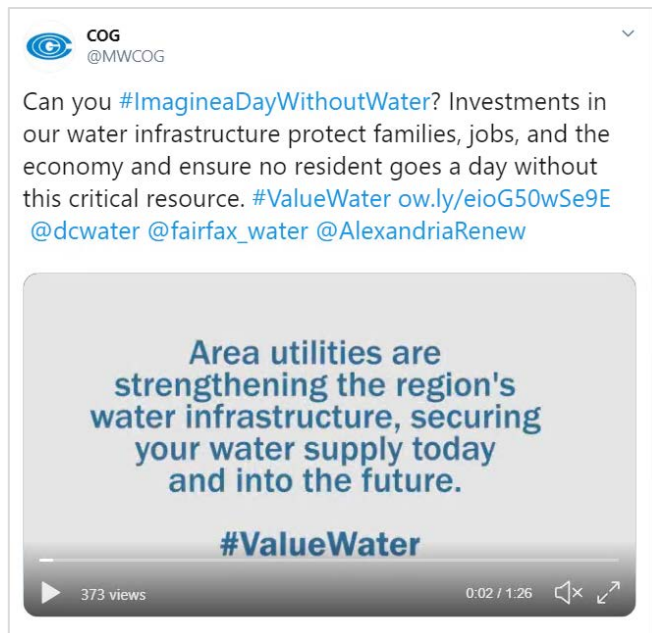 COG
@MWCOG
Can you #ImagineaDayWithoutWater? Investments in
our water infrastructure protect families, jobs, and the
economy and ensure no resident goes a day without
this critical resource. #ValueWater ow.ly/eioG50wSe9E
@dcwater @fairfax_water @AlexandriaRenew
Area utilities are
strengthening the region's
water infrastructure, securing
your water supply today
and into the future.
#ValueWater
373 views 0:02 / 1:26